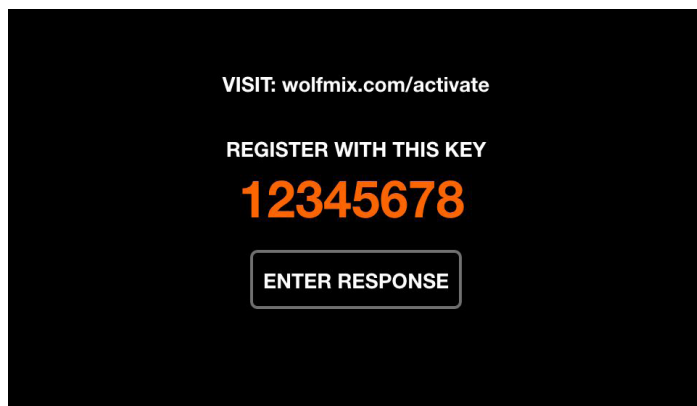 VISIT: wolfmix.com/activate
REGISTER WITH THIS KEY
12345678
ENTER RESPONSE